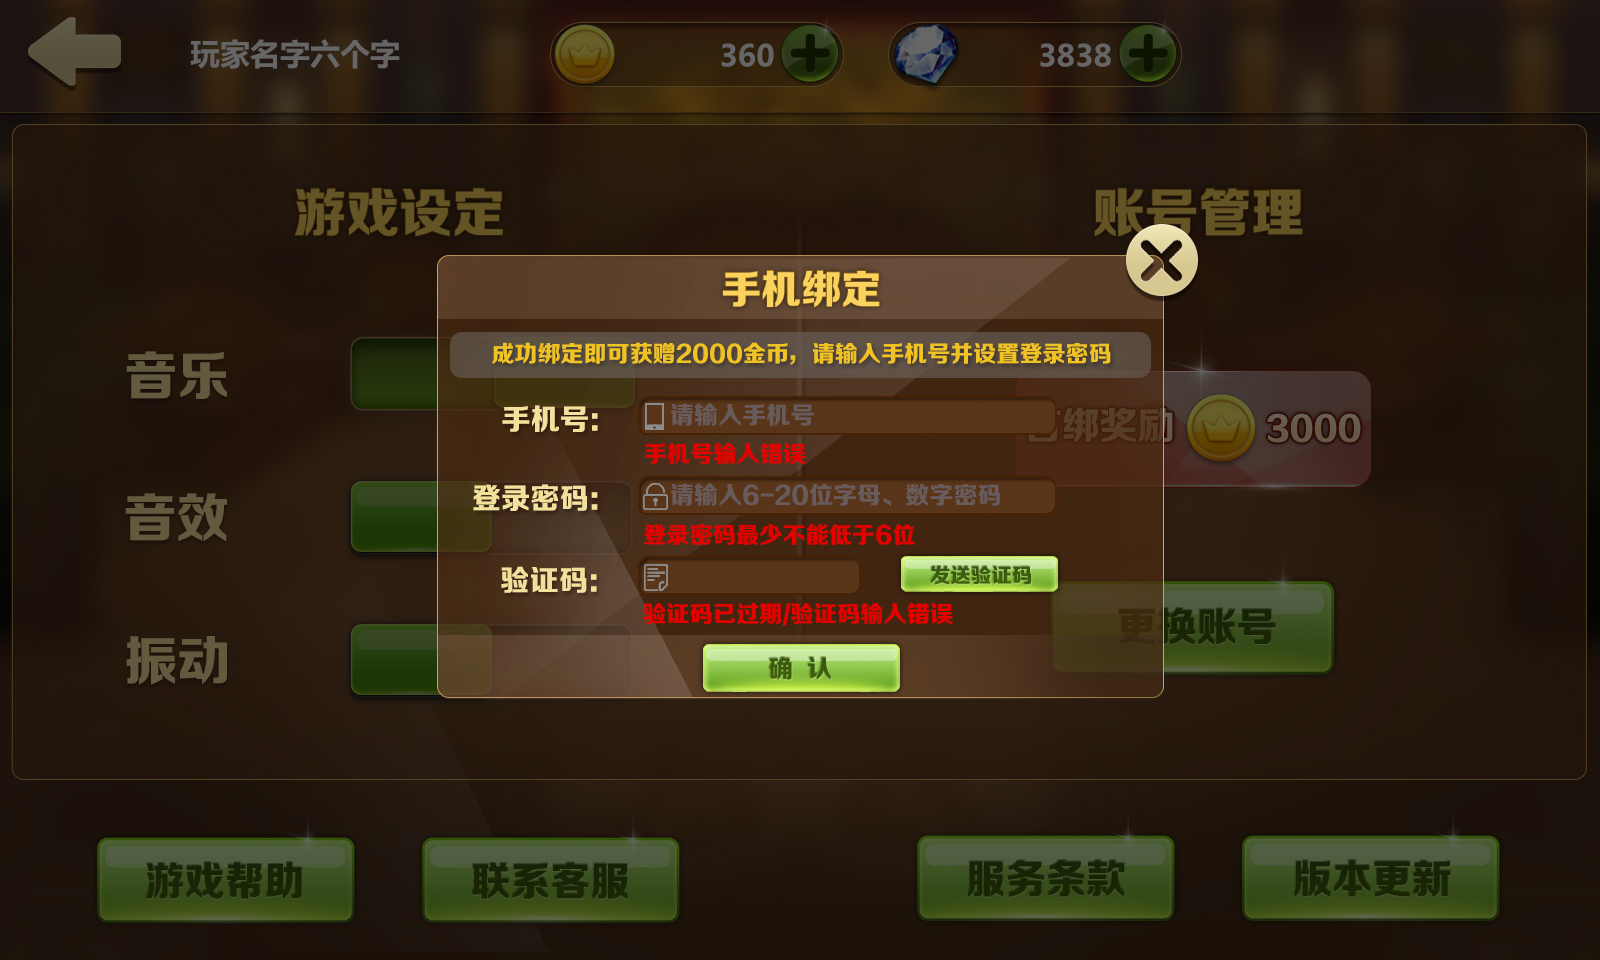 玩家名字六个字
360
3838
游戏设定
账号管理
手机绑定
成功绑定即可获赠2000金币，请输入手机号并设置登录密码
音乐
手机号:
请输入手机号
绑奖励
3000
手机号输入错误
登录密码:
请输入6-20位字母、数字密码
音效
登录密码最少不能低于6位
验证码:
发送验证码
验证码已过期/验证码输入错误
更换账号
振动
确 认
游戏帮助
联系客服
服务条款
版本更新